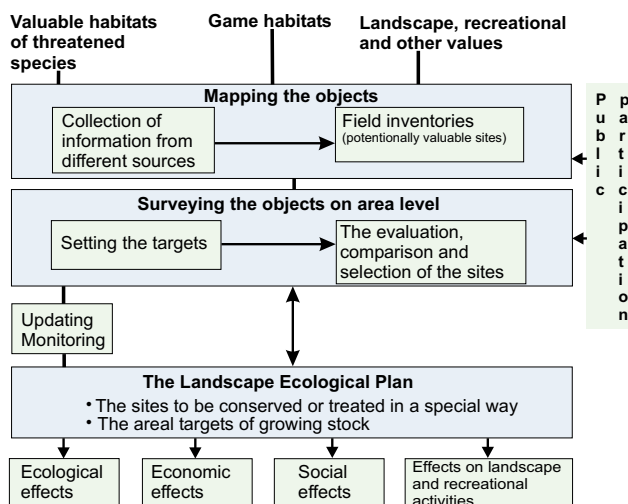 Valuable habitats
of threatened
species
Game habitats
Landscape, recreational
and other values
Mapping the objects
Collection of
information from
different sources
Field inventories
(potentially valuable sites)
Public
participation
Surveying the objects on area level
Setting the targets
The evaluation,
comparison and
selection of the sites
Updating
Monitoring
The Landscape Ecological Plan
• The sites to be conserved or treated in a special way
• The areal targets of growing stock
Ecological
effects
Economic
effects
Social
effects
Effects on landscape
and recreational
activities